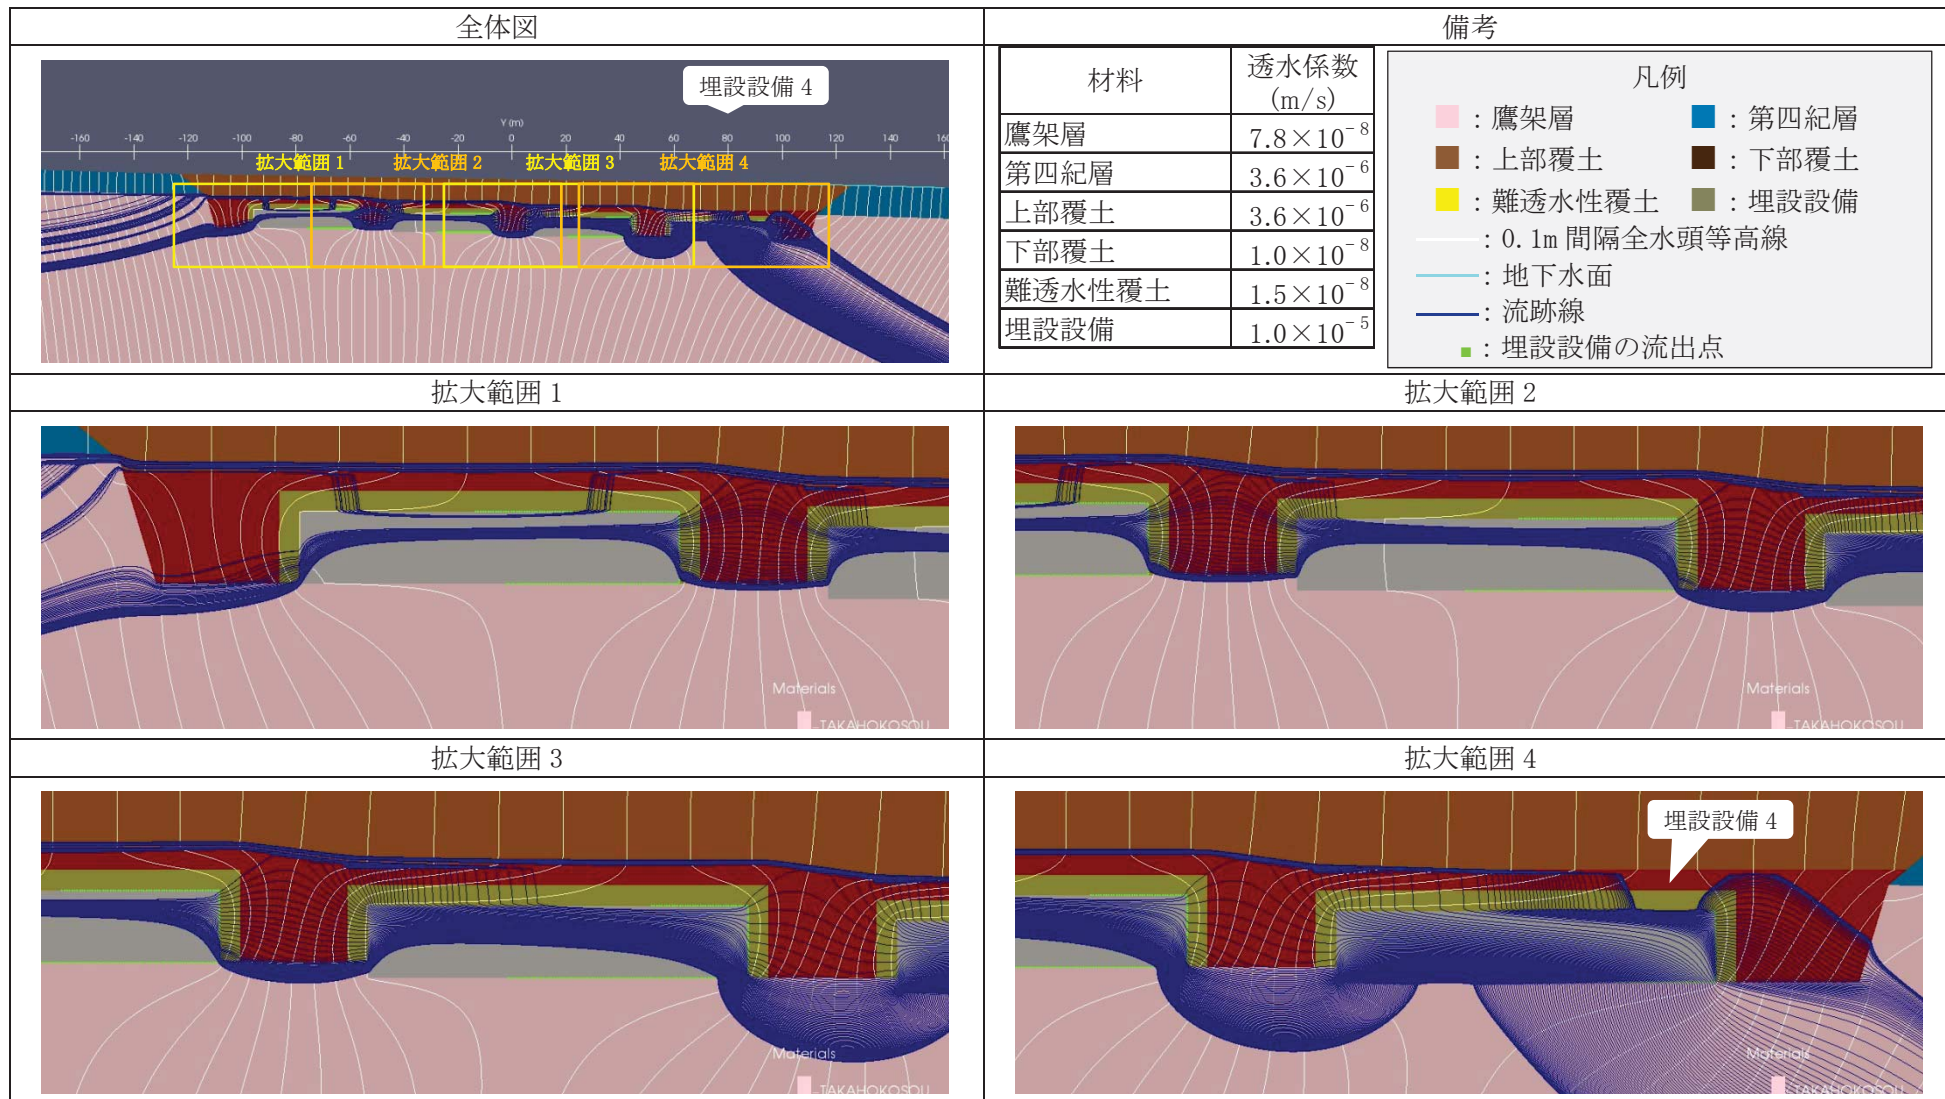 全体図
備考
埋設設備 4
Y (m)
-160 -140 -120 -100 -80 -60 -40 -20 0 20 40 60 80 100 120 140 160
拡大範囲 1 拡大範囲 2 拡大範囲 3 拡大範囲 4
材料 透水係数
(m/s)
鷹架層 7.8×10⁻⁸
第四紀層 3.6×10⁻⁶
上部覆土 3.6×10⁻⁶
下部覆土 1.0×10⁻⁸
難透水性覆土 1.5×10⁻⁸
埋設設備 1.0×10⁻⁵
凡例
：鷹架層 ：第四紀層
：上部覆土 ：下部覆土
：難透水性覆土 ：埋設設備
：0.1m 間隔全水頭等高線
：地下水面
：流跡線
：埋設設備の流出点
拡大範囲 1
拡大範囲 2
Materials
TAKAHOKOSOU
Materials
TAKAHOKOSOU
拡大範囲 3
拡大範囲 4
Materials
TAKAHOKOSOU
埋設設備 4
Materials
TAKAHOKOSOU